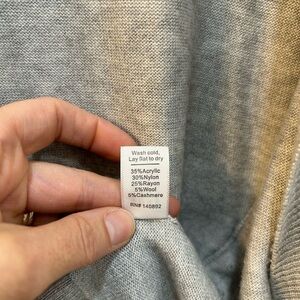 Wash cold,
Lay flat to dry
35%Acrylic
30%Nylon
25%Rayon
5%Wool
5%Cashmere
RN# 140892